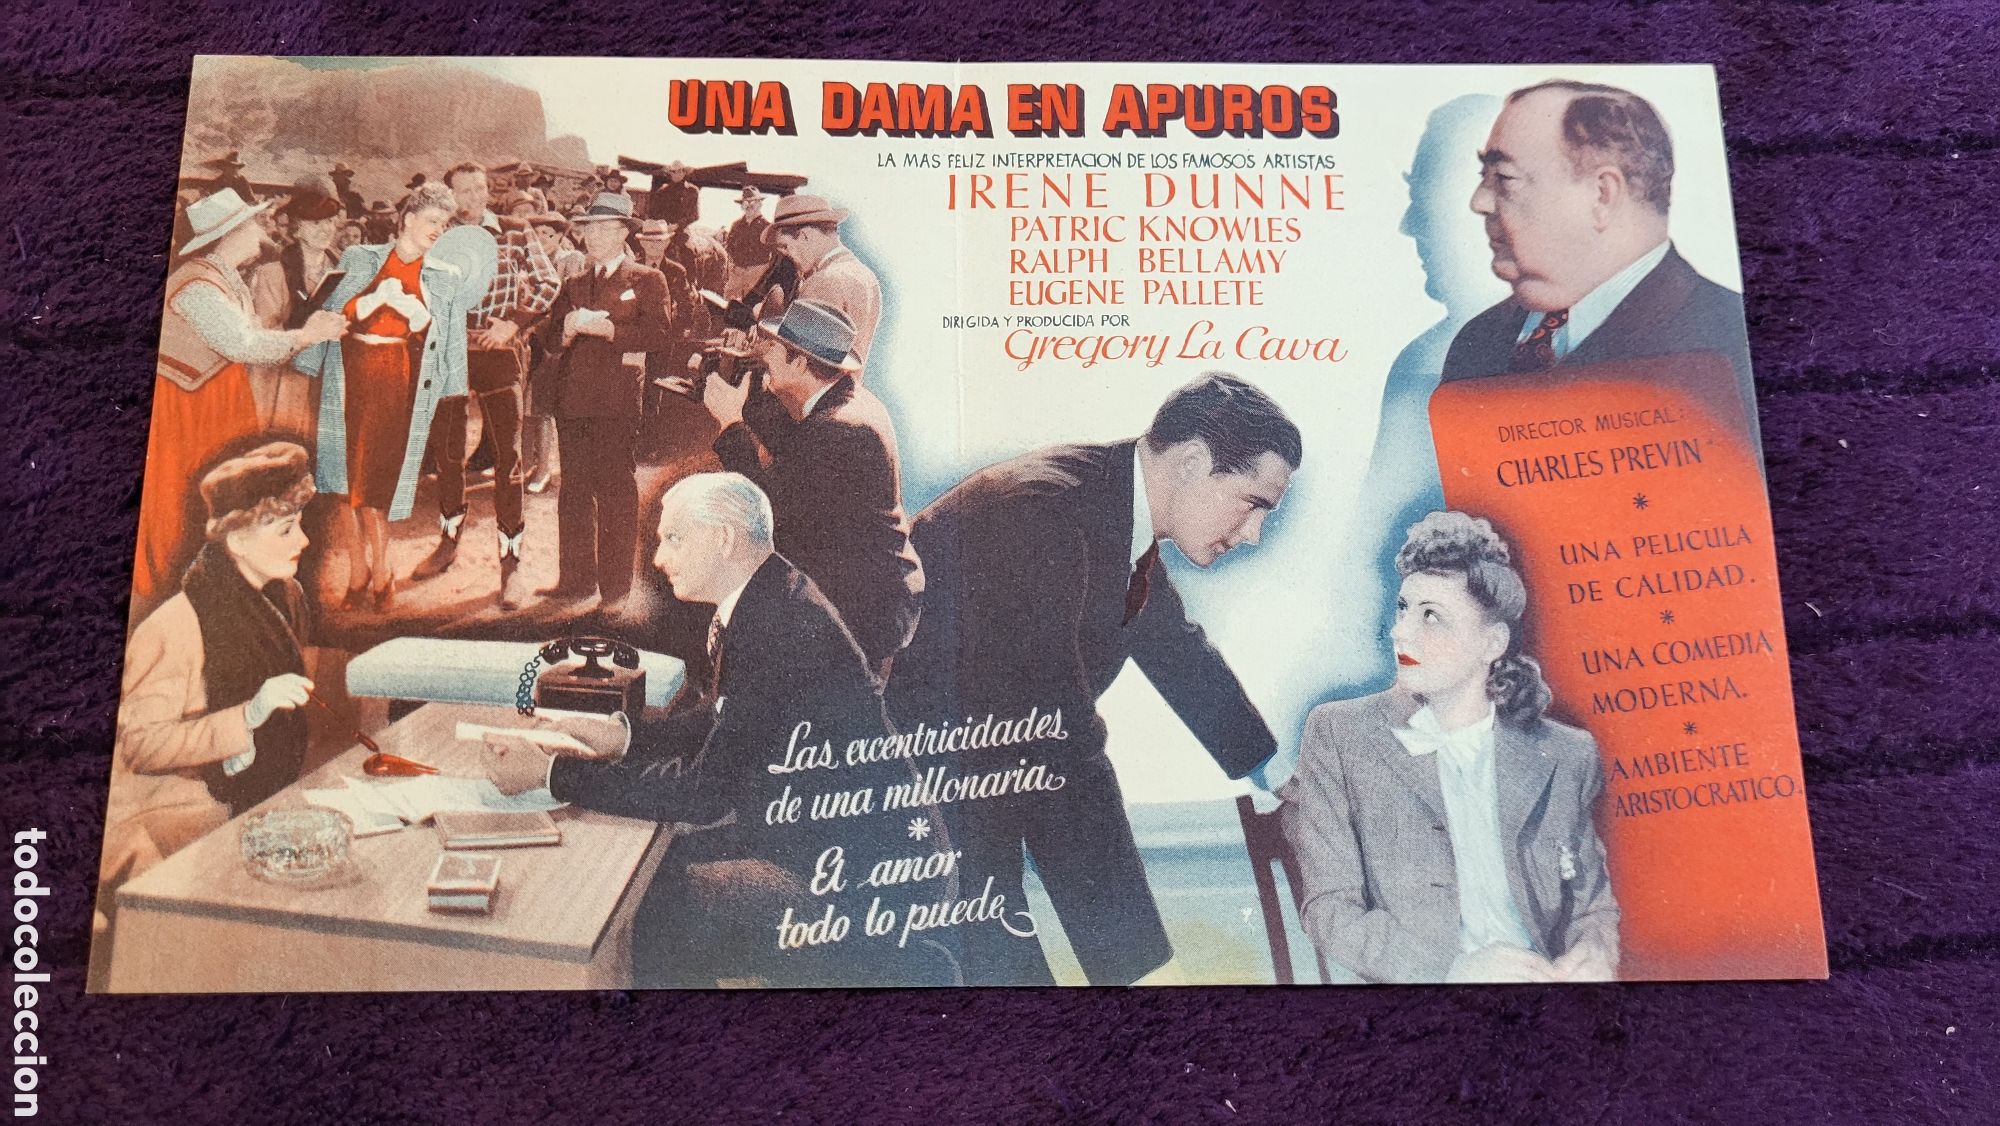 UNA DAMA EN APUROS
LA MAS FELIZ INTERPRETACION DE LOS FAMOSOS ARTISTAS
IRENE DUNNE
PATRIC KNOWLES
RALPH BELLAMY
EUGENE PALLETE
DIRIGIDA Y PRODUCIDA POR
Gregory La Cava
DIRECTOR MUSICAL:
CHARLES PREVIN
*
UNA PELICULA
DE CALIDAD.
*
UNA COMEDIA
MODERNA.
*
AMBIENTE
ARISTOCRATICO.
Las excentricidades
de una millonaria
*
El amor
todo lo puede
todocoleccion